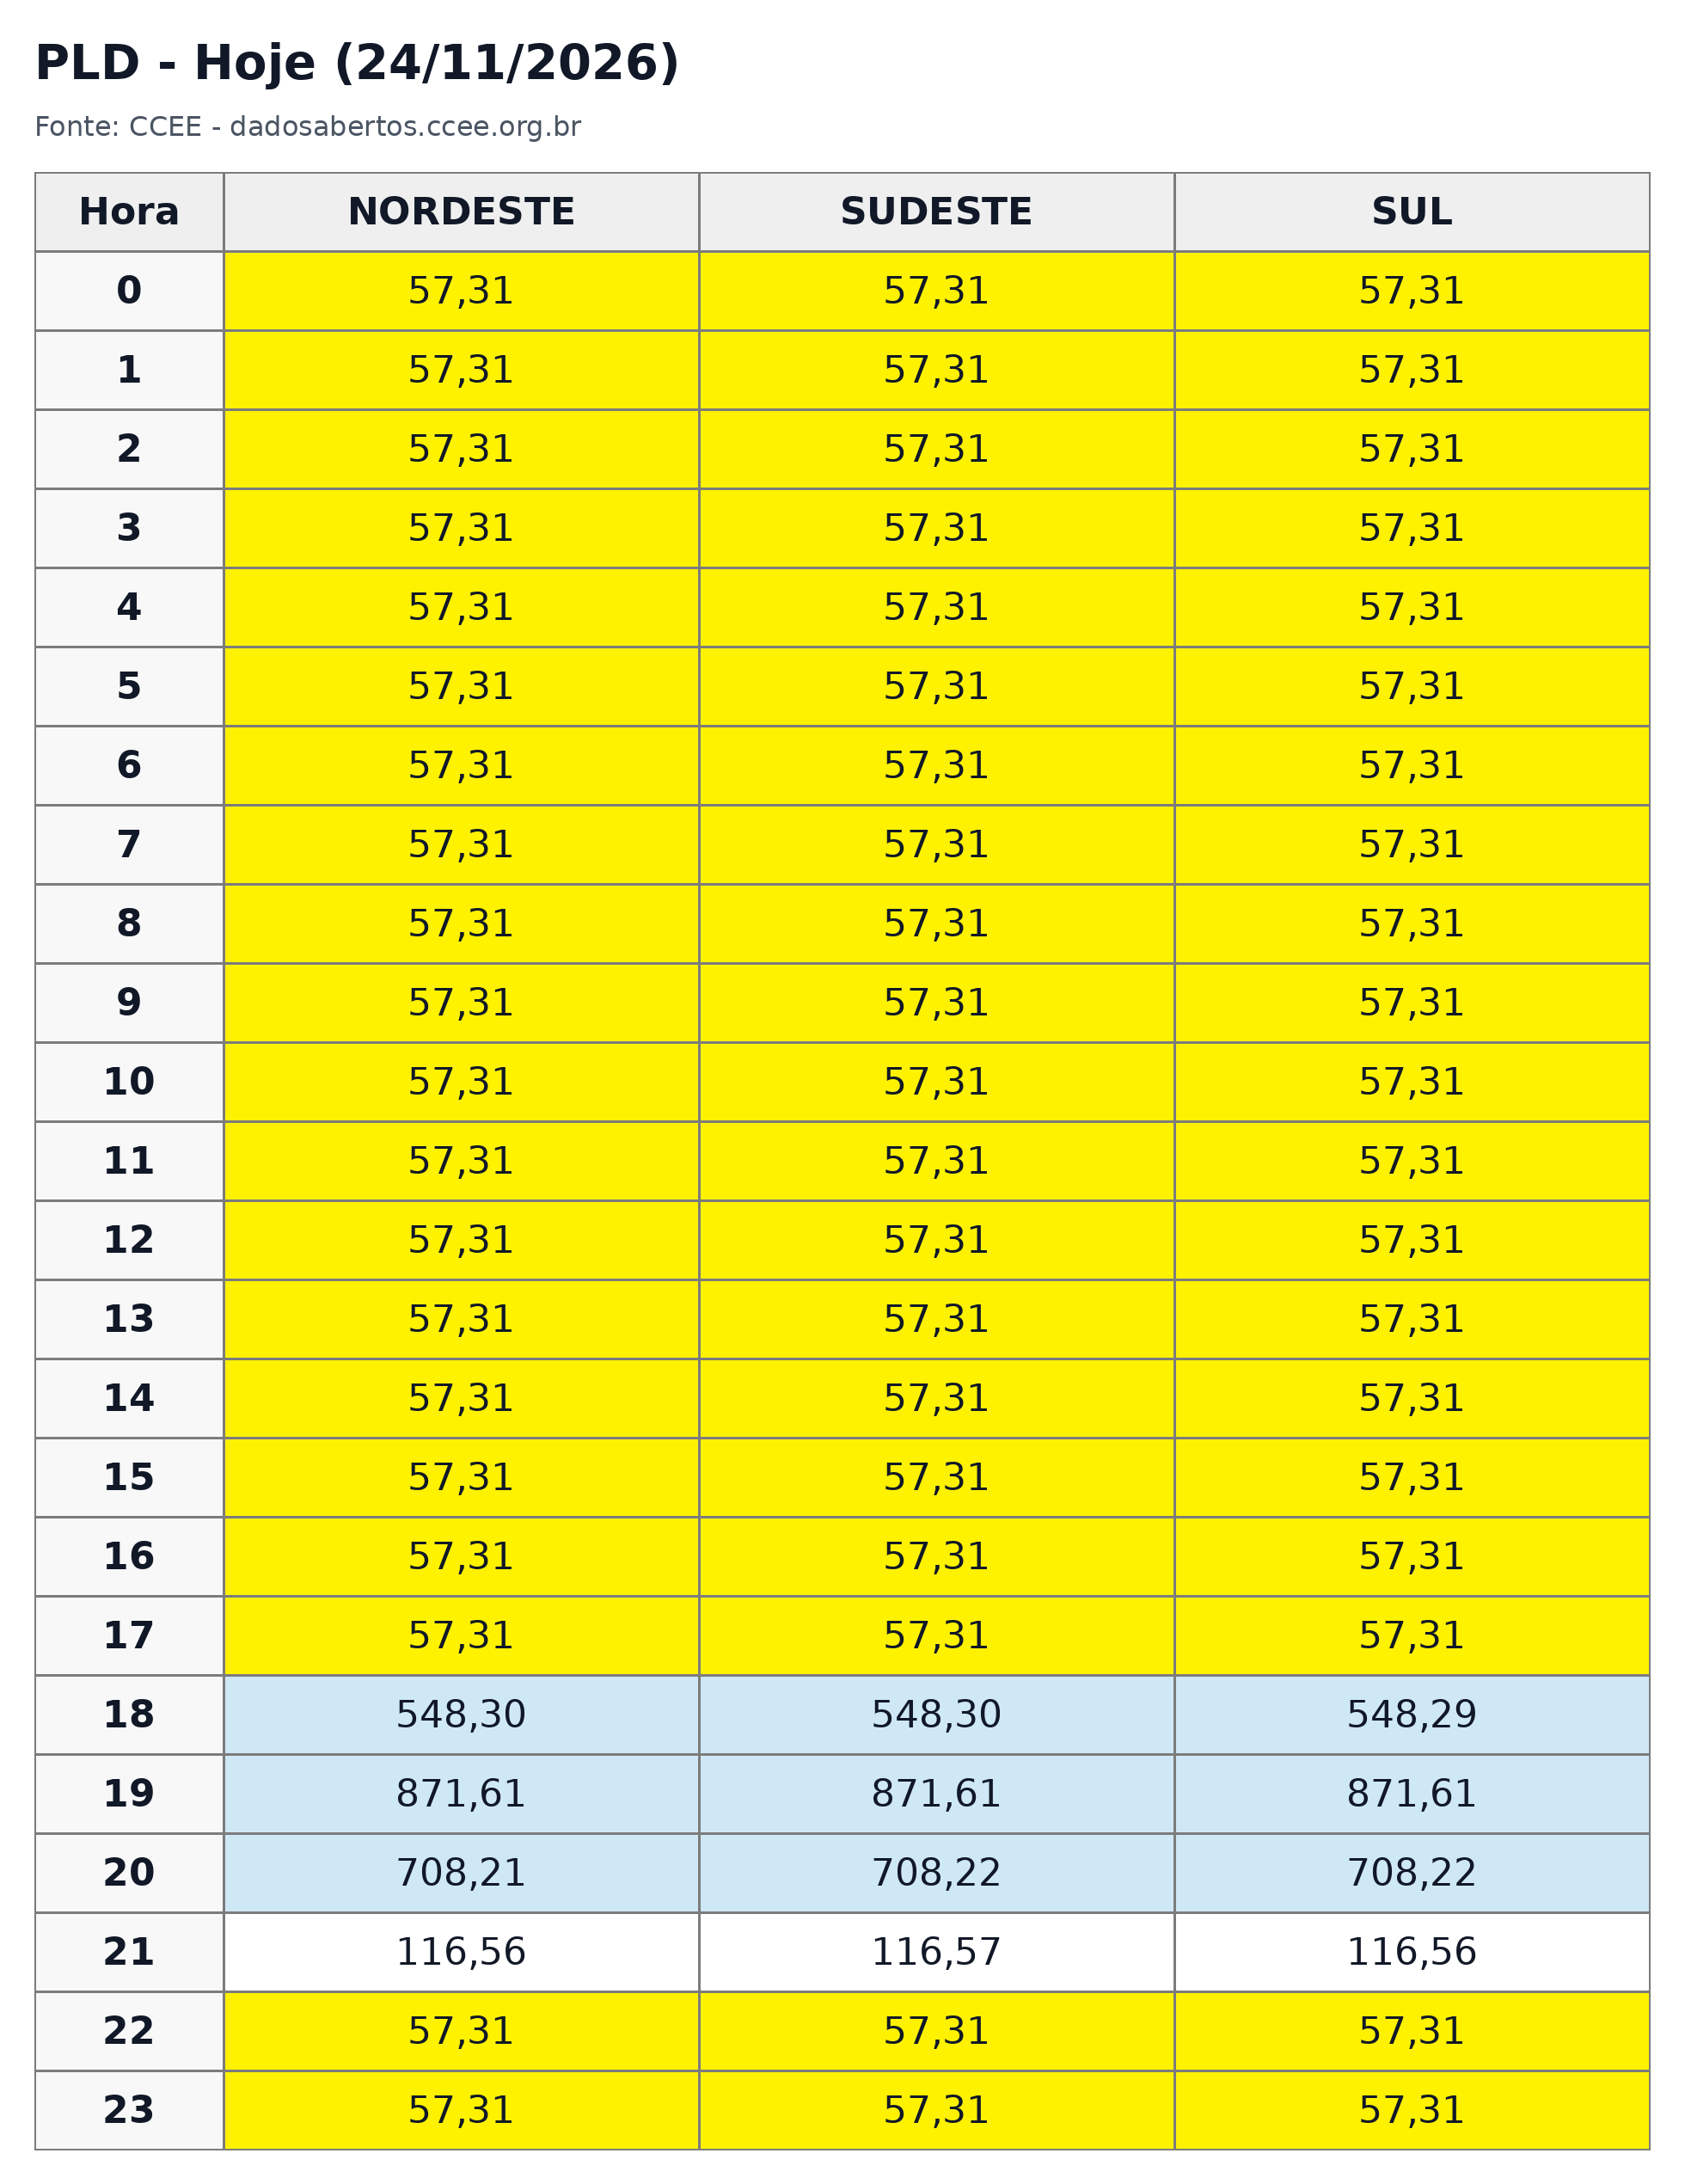 PLD - Hoje (24/11/2026)
Fonte: CCEE - dadosabertos.ccee.org.br
Hora NORDESTE SUDESTE SUL
0 57,31 57,31 57,31
1 57,31 57,31 57,31
2 57,31 57,31 57,31
3 57,31 57,31 57,31
4 57,31 57,31 57,31
5 57,31 57,31 57,31
6 57,31 57,31 57,31
7 57,31 57,31 57,31
8 57,31 57,31 57,31
9 57,31 57,31 57,31
10 57,31 57,31 57,31
11 57,31 57,31 57,31
12 57,31 57,31 57,31
13 57,31 57,31 57,31
14 57,31 57,31 57,31
15 57,31 57,31 57,31
16 57,31 57,31 57,31
17 57,31 57,31 57,31
18 548,30 548,30 548,29
19 871,61 871,61 871,61
20 708,21 708,22 708,22
21 116,56 116,57 116,56
22 57,31 57,31 57,31
23 57,31 57,31 57,31